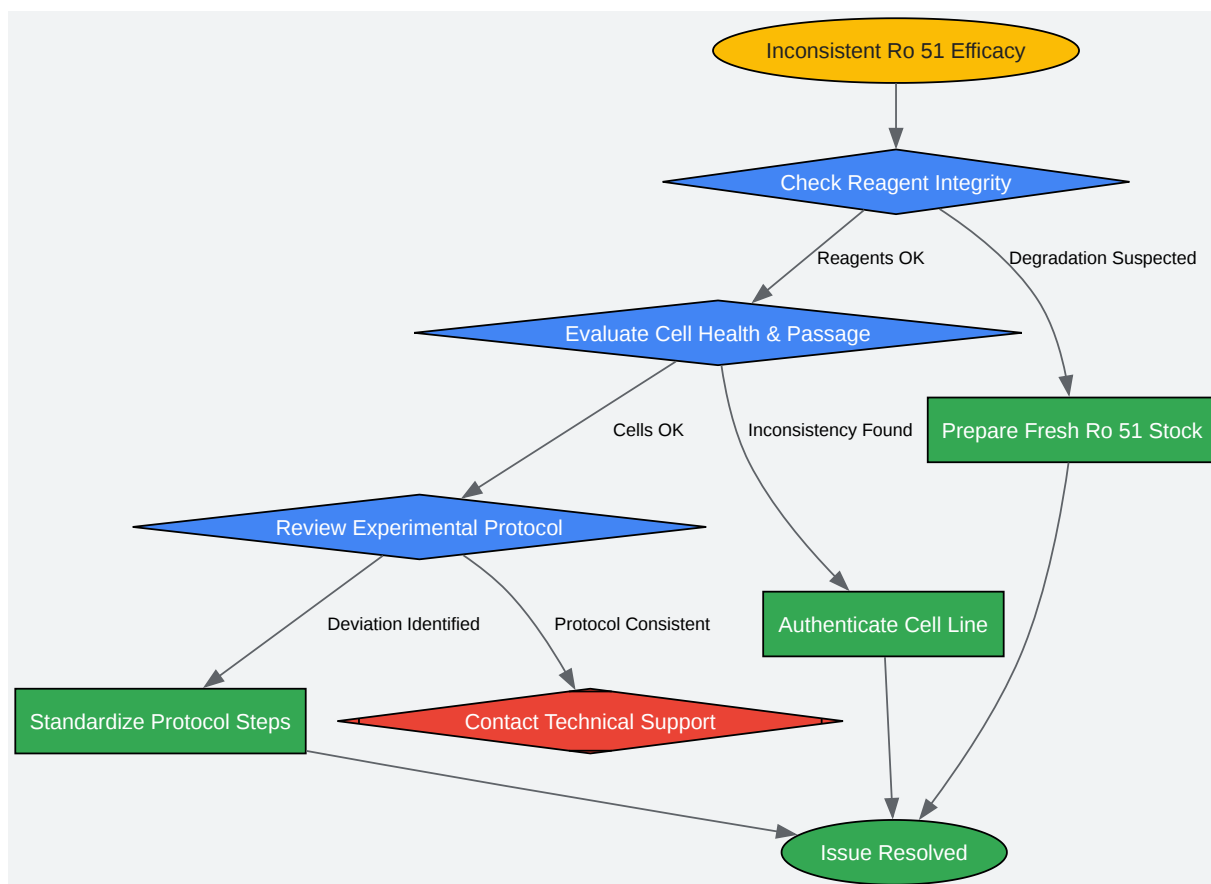 Inconsistent Ro 51 Efficacy
Check Reagent Integrity
Reagents OK
Degradation Suspected
Evaluate Cell Health & Passage
Prepare Fresh Ro 51 Stock
Cells OK
Inconsistency Found
Review Experimental Protocol
Authenticate Cell Line
Deviation Identified
Protocol Consistent
Standardize Protocol Steps
Contact Technical Support
Issue Resolved